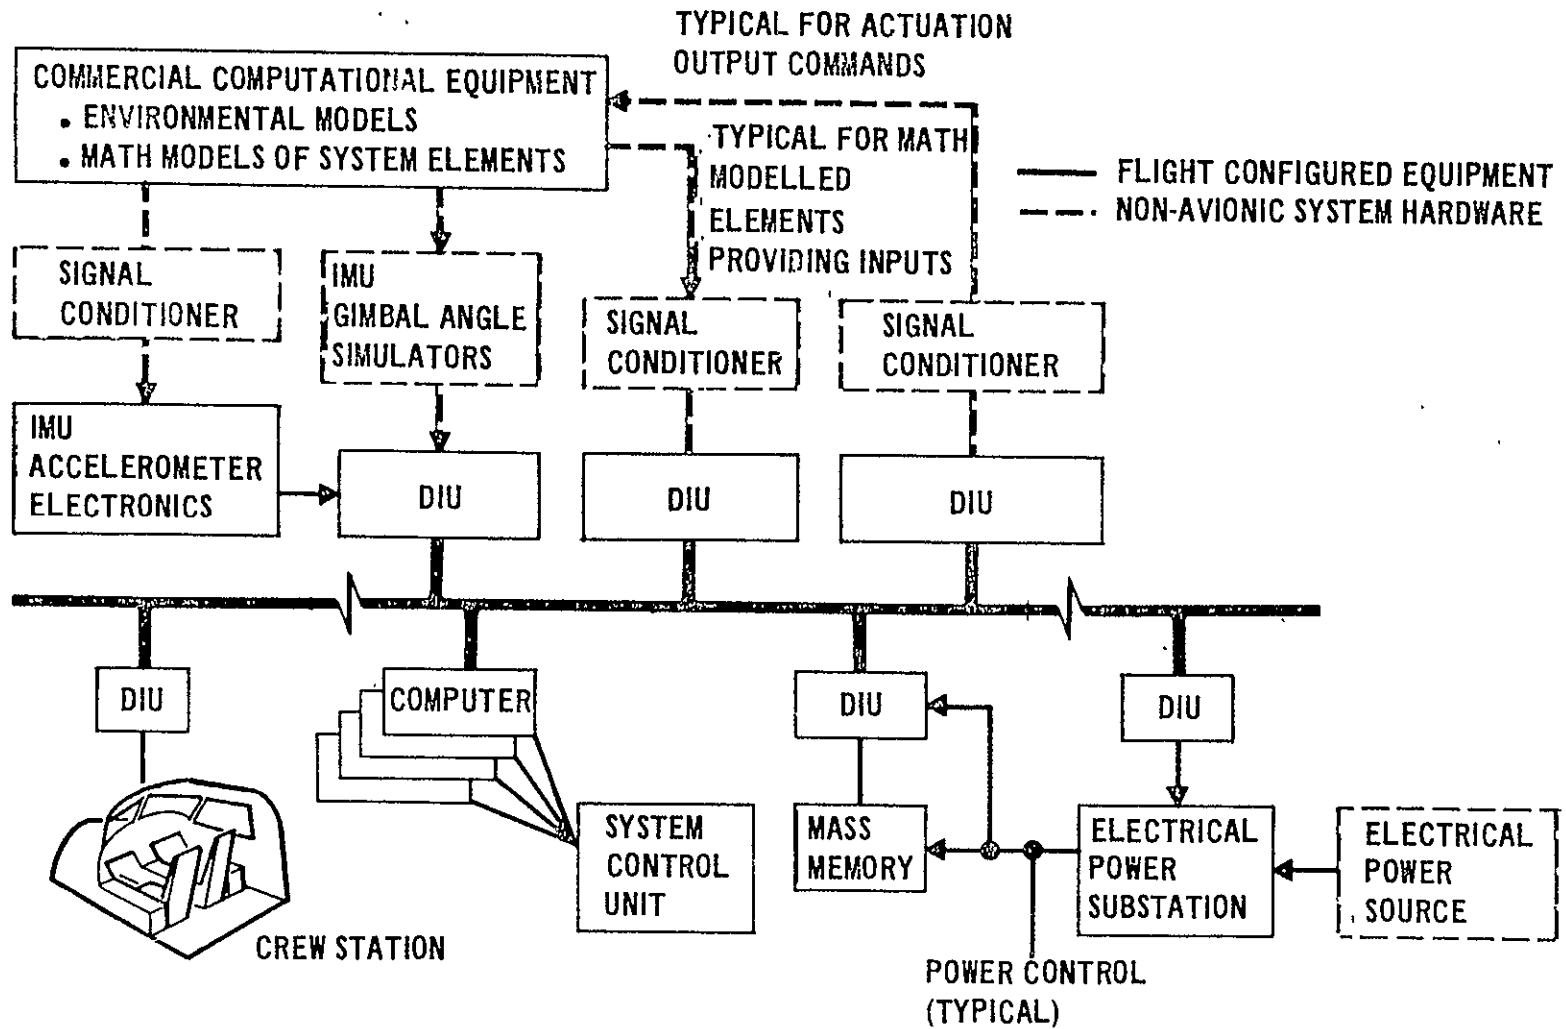 TYPICAL FOR ACTUATION
OUTPUT COMMANDS
COMMERCIAL COMPUTATIONAL EQUIPMENT
• ENVIRONMENTAL MODELS
• MATH MODELS OF SYSTEM ELEMENTS
TYPICAL FOR MATH
MODELLED
ELEMENTS
PROVIDING INPUTS
FLIGHT CONFIGURED EQUIPMENT
NON-AVIONIC SYSTEM HARDWARE
SIGNAL
CONDITIONER
IMU
GIMBAL ANGLE
SIMULATORS
SIGNAL
CONDITIONER
SIGNAL
CONDITIONER
IMU
ACCELEROMETER
ELECTRONICS
DIU
DIU
DIU
DIU
COMPUTER
DIU
DIU
SYSTEM
CONTROL
UNIT
MASS
MEMORY
ELECTRICAL
POWER
SUBSTATION
ELECTRICAL
POWER
SOURCE
CREW STATION
POWER CONTROL
(TYPICAL)